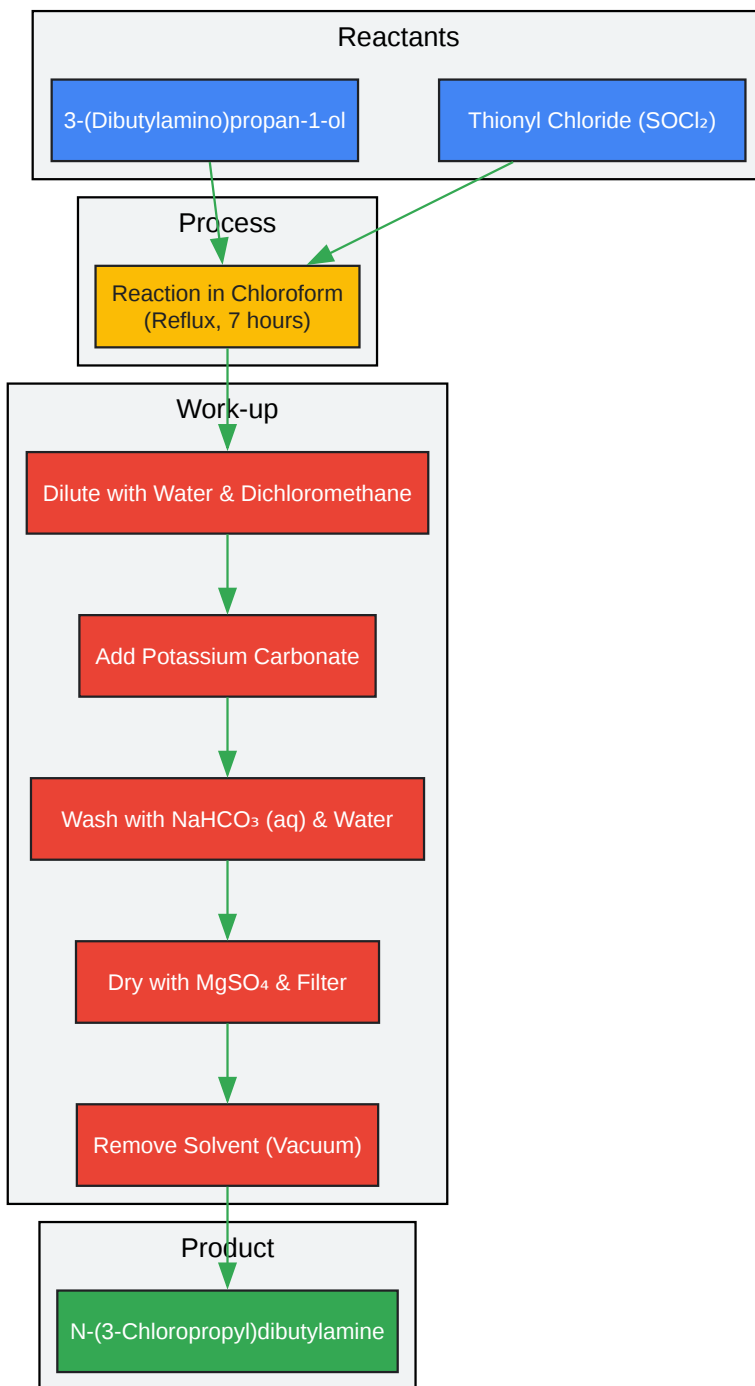 Reactants
3-(Dibutylamino)propan-1-ol
Thionyl Chloride (SOCl₂)
Process
Reaction in Chloroform
(Reflux, 7 hours)
Work-up
Dilute with Water & Dichloromethane
Add Potassium Carbonate
Wash with NaHCO₃ (aq) & Water
Dry with MgSO₄ & Filter
Remove Solvent (Vacuum)
Product
N-(3-Chloropropyl)dibutylamine